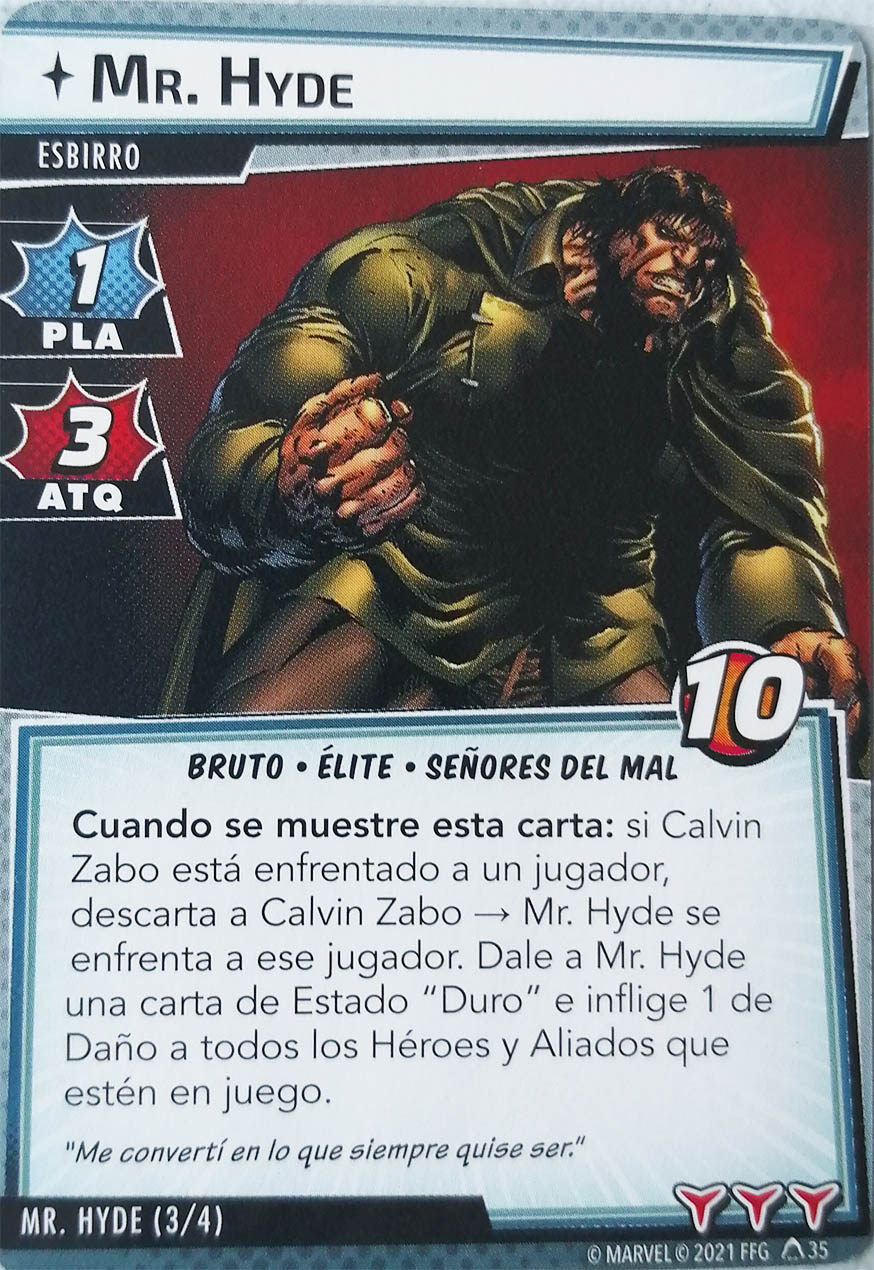 Mr. Hyde
ESBIRRO
1
PLA
3
ATQ
10
BRUTO • ÉLITE • SEÑORES DEL MAL
Cuando se muestre esta carta: si Calvin
Zabo está enfrentado a un jugador,
descarta a Calvin Zabo → Mr. Hyde se
enfrenta a ese jugador. Dale a Mr. Hyde
una carta de Estado “Duro” e inflige 1 de
Daño a todos los Héroes y Aliados que
estén en juego.
"Me convertí en lo que siempre quise ser."
MR. HYDE (3/4)
© MARVEL © 2021 FFG 35